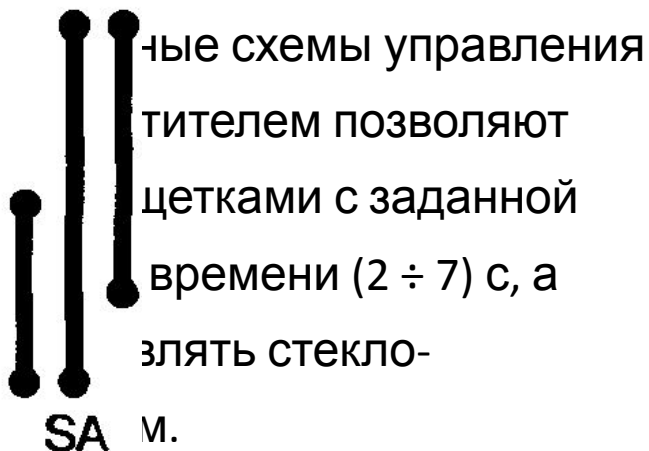 ные схемы управления
тителем позволяют
щетками с заданной
времени (2 ÷ 7) с, а
влять стекло-
SA м.